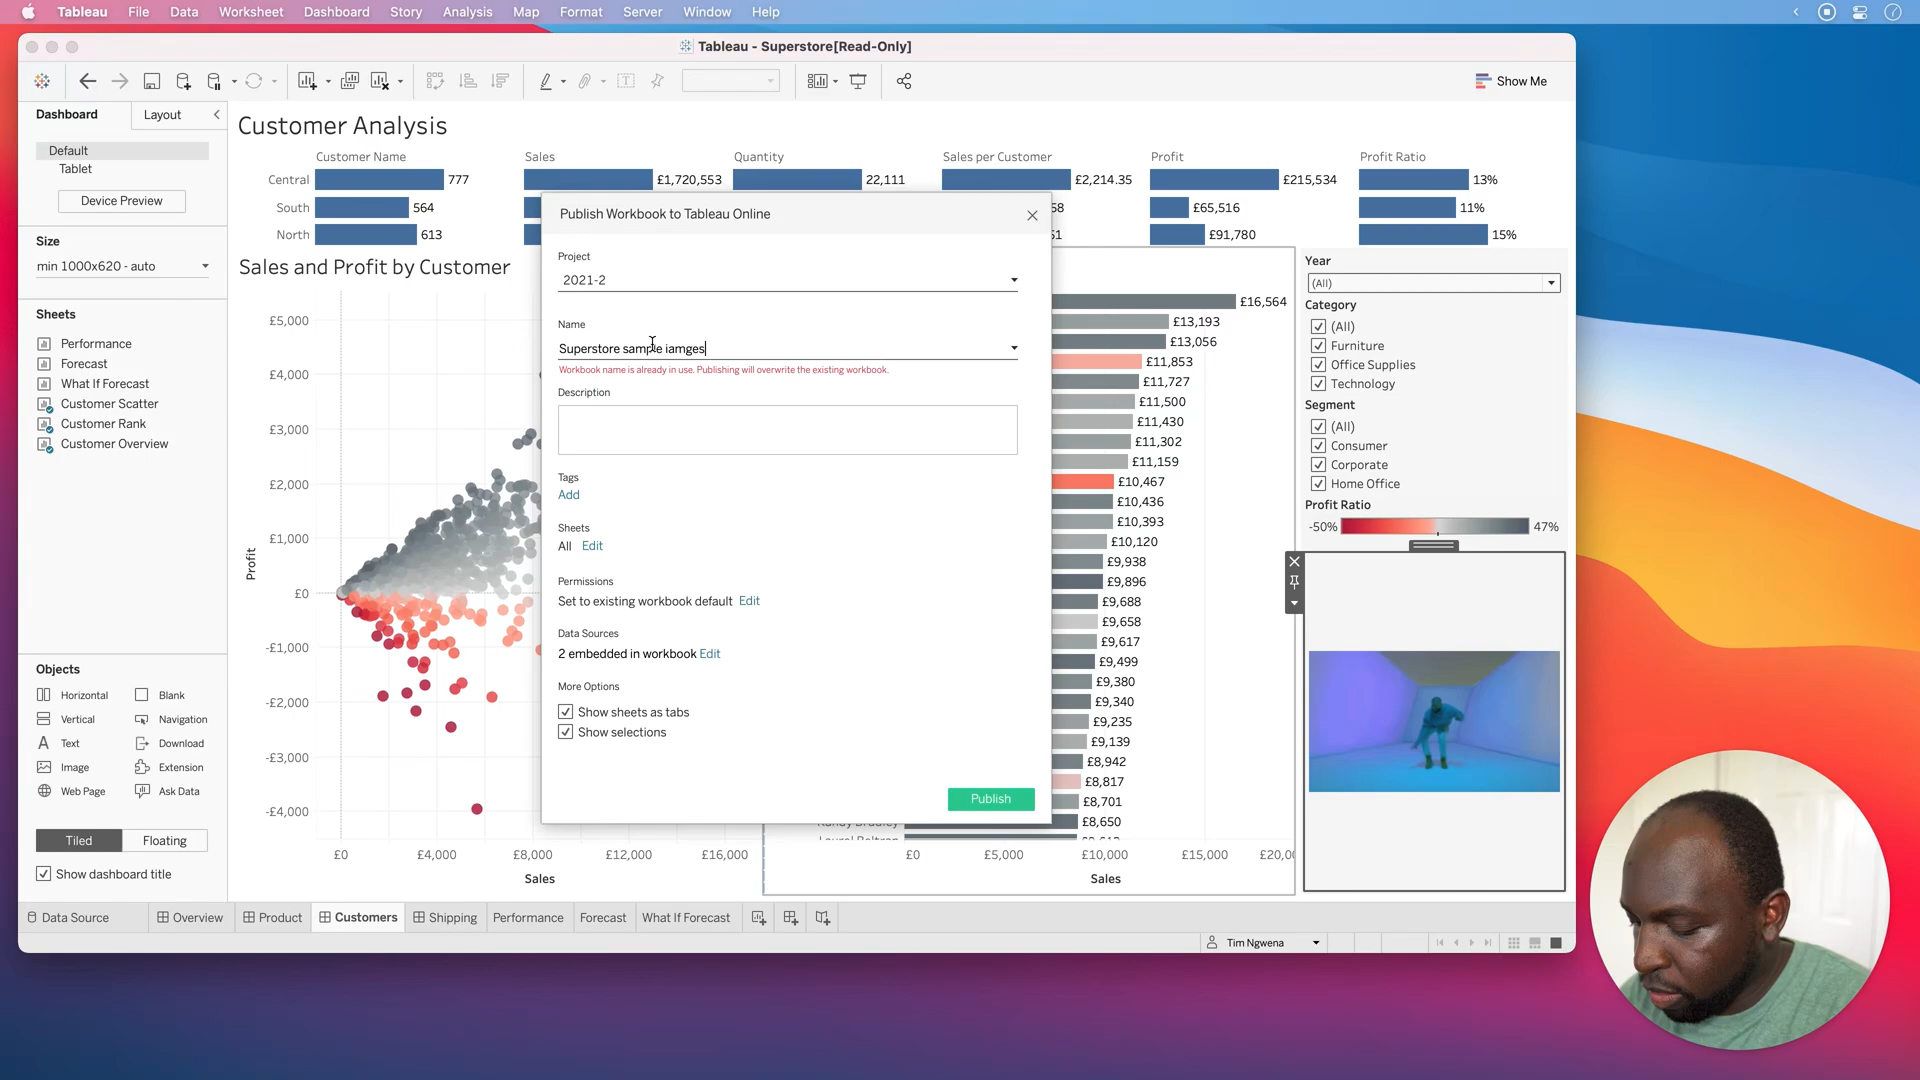 Tableau File Data Worksheet Dashboard Story Analysis Map Format Server Window Help
Tableau - Superstore[Read-Only]
Show Me
Dashboard Layout
Default
Tablet
Device Preview
Size
min 1000x620 - auto
Sheets
Performance
Forecast
What If Forecast
Customer Scatter
Customer Rank
Customer Overview
Objects
Horizontal Blank
Vertical Navigation
Text Download
Image Extension
Web Page Ask Data
Tiled Floating
Show dashboard title
Customer Analysis
Customer Name Sales Quantity Sales per Customer Profit Profit Ratio
Central 777 £1,720,553 22,111 £2,214.35 £215,534 13%
South 564 58 £65,516 11%
North 613 51 £91,780 15%
Sales and Profit by Customer
£5,000
£4,000
£3,000
£2,000
£1,000
£0
-£1,000
-£2,000
-£3,000
-£4,000
Profit
£0 £4,000 £8,000 £12,000 £16,000
Sales
Publish Workbook to Tableau Online
Project
2021-2
Name
Superstore sample iamges
Workbook name is already in use. Publishing will overwrite the existing workbook.
Description
Tags
Add
Sheets
All Edit
Permissions
Set to existing workbook default Edit
Data Sources
2 embedded in workbook Edit
More Options
Show sheets as tabs
Show selections
Publish
£16,564
£13,193
£13,056
£11,853
£11,727
£11,500
£11,430
£11,302
£11,159
£10,467
£10,436
£10,393
£10,120
£9,938
£9,896
£9,688
£9,658
£9,617
£9,499
£9,380
£9,340
£9,235
£9,139
£8,942
£8,817
£8,701
£8,650
£0 £5,000 £10,000 £15,000 £20,0
Sales
Year
(All)
Category
(All)
Furniture
Office Supplies
Technology
Segment
(All)
Consumer
Corporate
Home Office
Profit Ratio
-50% 47%
Data Source Overview Product Customers Shipping Performance Forecast What If Forecast
Tim Ngwena